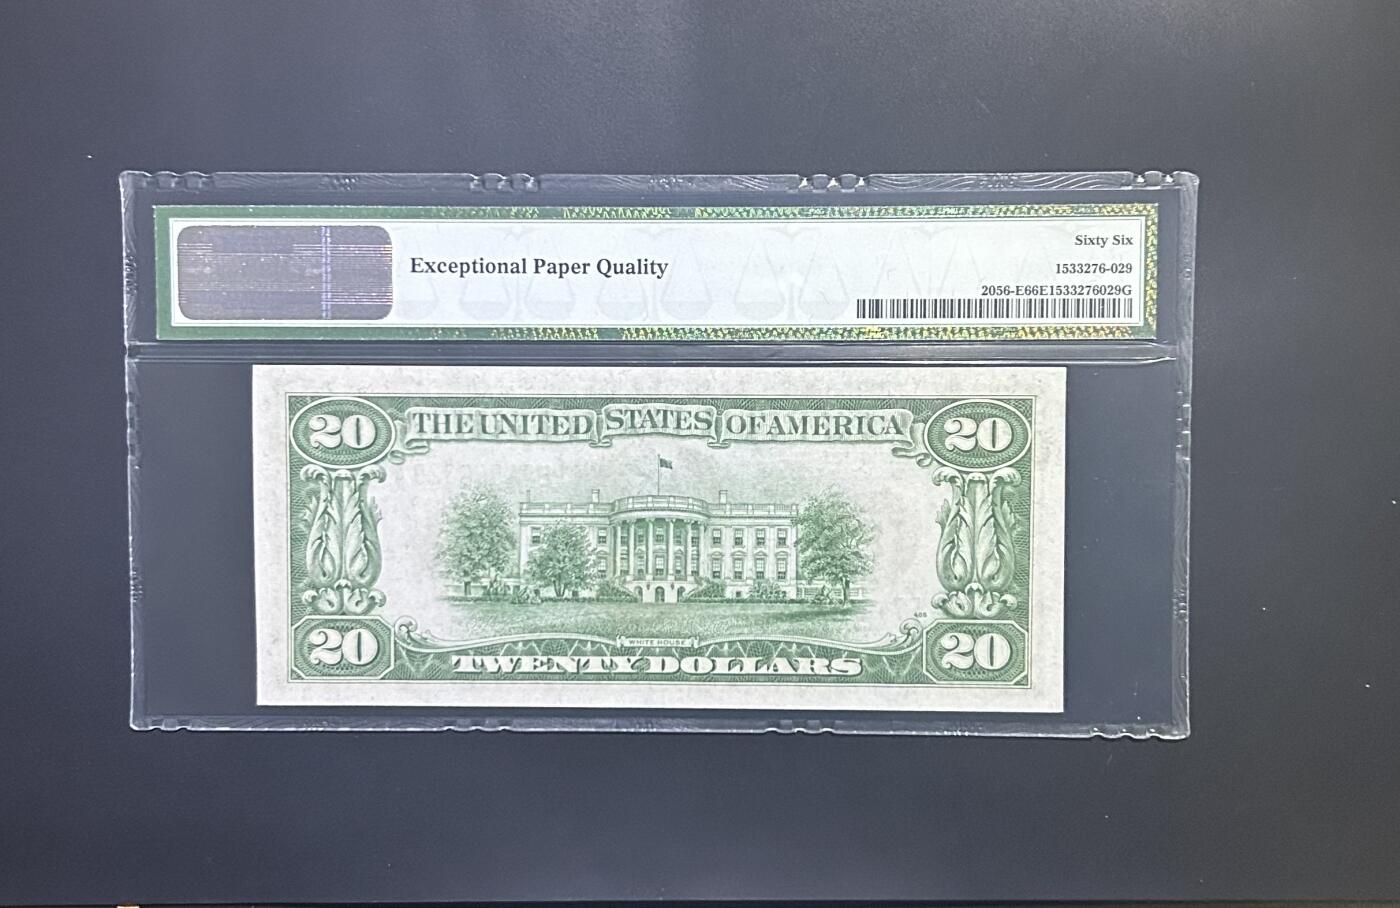 Sixty Six
Exceptional Paper Quality
1533276-029
2056-E66E1533276029G
20 THE UNITED STATES OF AMERICA 20
405
WHITE HOUSE
20 TWENTY DOLLARS 20